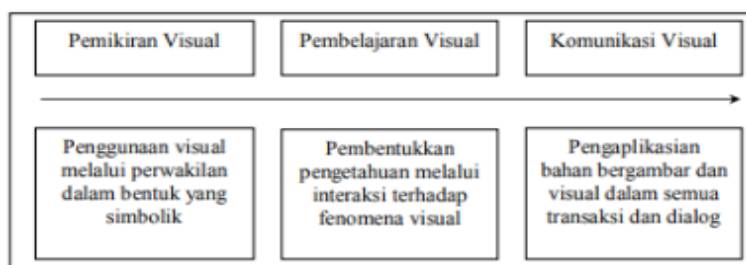 Pemikiran Visual
Pembelajaran Visual
Komunikasi Visual
Penggunaan visual
melalui perwakilan
dalam bentuk yang
simbolik
Pembentukkan
pengetahuan melalui
interaksi terhadap
fenomena visual
Pengaplikasian
bahan bergambar dan
visual dalam semua
transaksi dan dialog